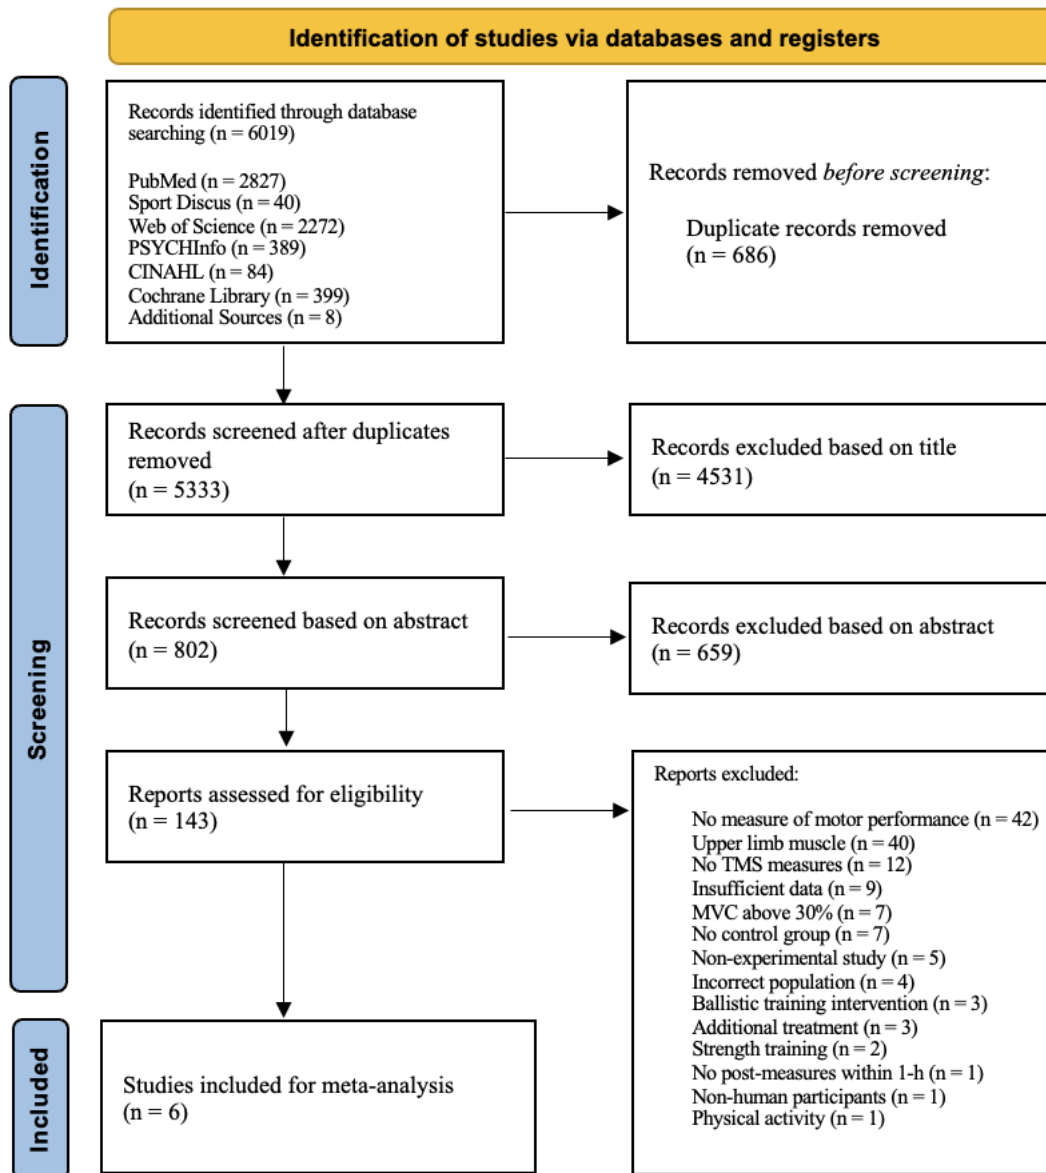 Identification of studies via databases and registers
Identification
Records identified through database
searching (n = 6019)
PubMed (n = 2827)
Sport Discus (n = 40)
Web of Science (n = 2272)
PSYCHInfo (n = 389)
CINAHL (n = 84)
Cochrane Library (n = 399)
Additional Sources (n = 8)
Records removed before screening:
Duplicate records removed
(n = 686)
Screening
Records screened after duplicates
removed
(n = 5333)
Records excluded based on title
(n = 4531)
Records screened based on abstract
(n = 802)
Records excluded based on abstract
(n = 659)
Reports assessed for eligibility
(n = 143)
Reports excluded:
No measure of motor performance (n = 42)
Upper limb muscle (n = 40)
No TMS measures (n = 12)
Insufficient data (n = 9)
MVC above 30% (n = 7)
No control group (n = 7)
Non-experimental study (n = 5)
Incorrect population (n = 4)
Ballistic training intervention (n = 3)
Additional treatment (n = 3)
Strength training (n = 2)
No post-measures within 1-h (n = 1)
Non-human participants (n = 1)
Physical activity (n = 1)
Included
Studies included for meta-analysis
(n = 6)